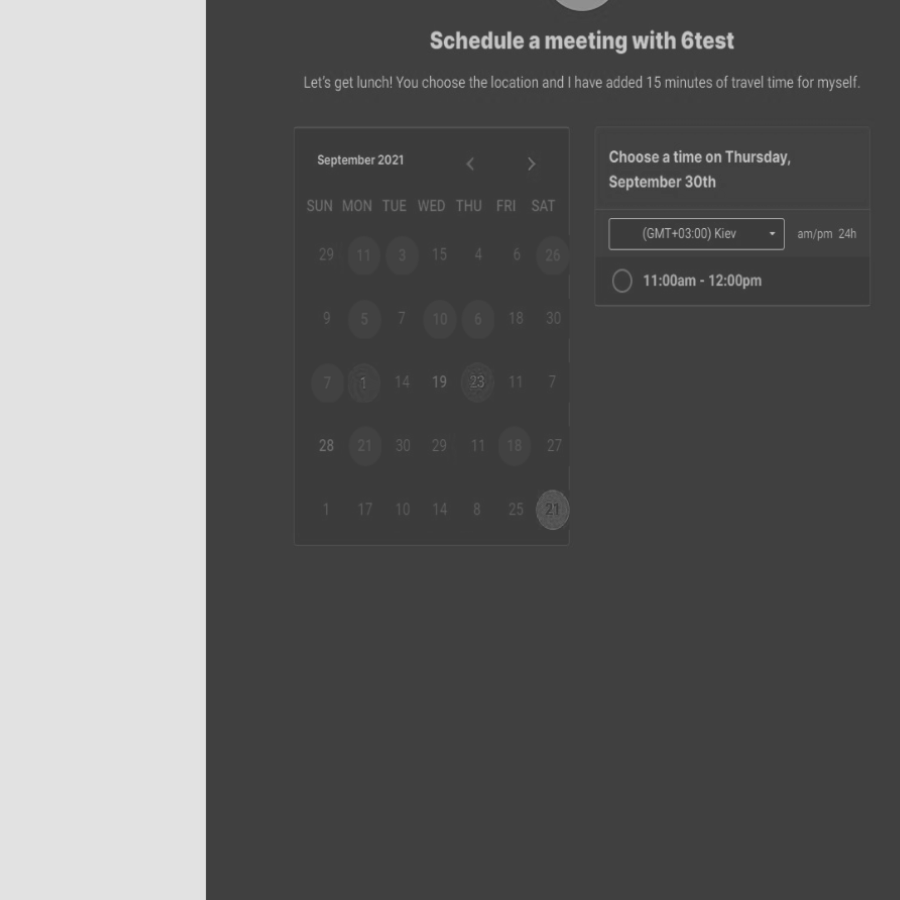 Schedule a meeting with 6test
Let's get lunch! You choose the location and I have added 15 minutes of travel time for myself.
September 2021
SUN MON TUE WED THU FRI SAT
29 11 3 15 4 6 26
9 5 7 10 6 18 30
7 1 14 19 23 11 7
28 21 30 29 11 18 27
1 17 10 14 8 25 21
Choose a time on Thursday,
September 30th
(GMT+03:00) Kiev am/pm 24h
11:00am - 12:00pm